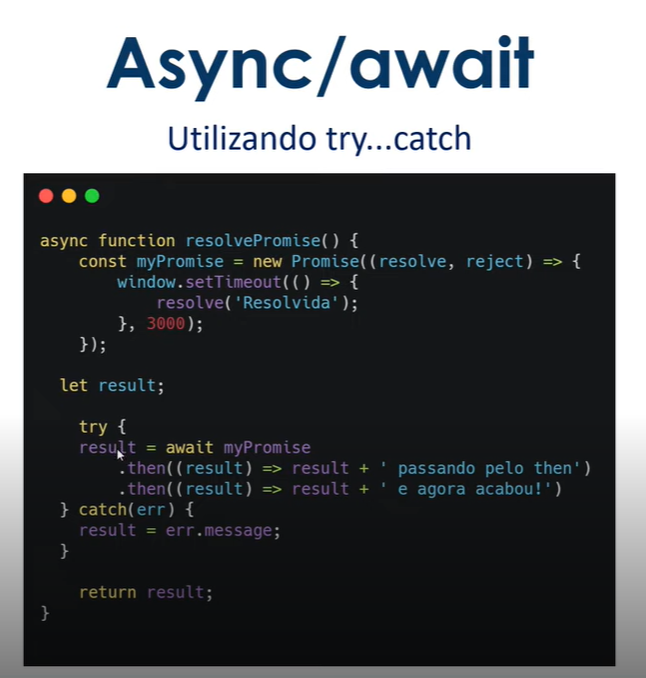 Async/await
Utilizando try...catch
async function resolvePromise() {
    const myPromise = new Promise((resolve, reject) => {
        window.setTimeout(() => {
            resolve('Resolvida');
        }, 3000);
    });

  let result;

    try {
    result = await myPromise
        .then((result) => result + ' passando pelo then')
        .then((result) => result + ' e agora acabou!')
  } catch(err) {
    result = err.message;
  }

    return result;
}